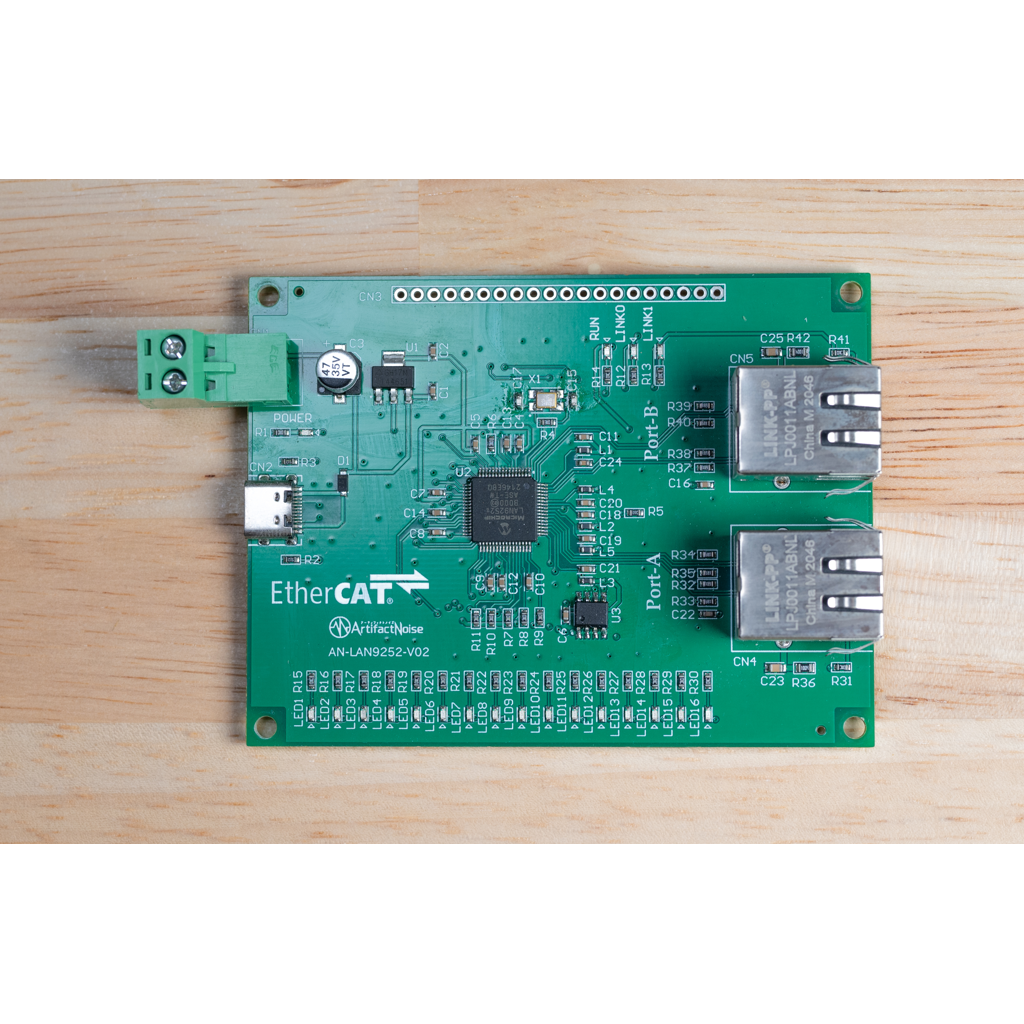 CN3
RUN
LINK0
LINK1
R14
R12
R13
+
C3
47
35V
VT
U1
C2
C1
C17
X1
C15
R4
C25 R42
R41
CN5
LINK-PP®
LPJ0011ABNL
China M 2046
POWER
R1
R3
CN2
D1
R2
C5
R6
C13
C4
U2
C7
C14
C8
MICROCHIP
LAN9252V
C11
L1
C24
L4
C20
C18
L2
C19
L5
C21
L3
R5
Port-B
R39
R40
R38
R37
C16
Port-A
R34
R35
R32
R33
C22
LINK-PP®
LPJ0011ABNL
China M 2046
CN4
C23
R36
R31
C9
C12
C10
R11
R10
R7
R8
R9
C6
U3
EtherCAT®
ArtifactNoise
AN-LAN9252-V02
R15
R16
R17
R18
R19
R20
R21
R22
R23
R24
R25
R26
R27
R28
R29
R30
LED1
LED2
LED3
LED4
LED5
LED6
LED7
LED8
LED9
LED10
LED11
LED12
LED13
LED14
LED15
LED16